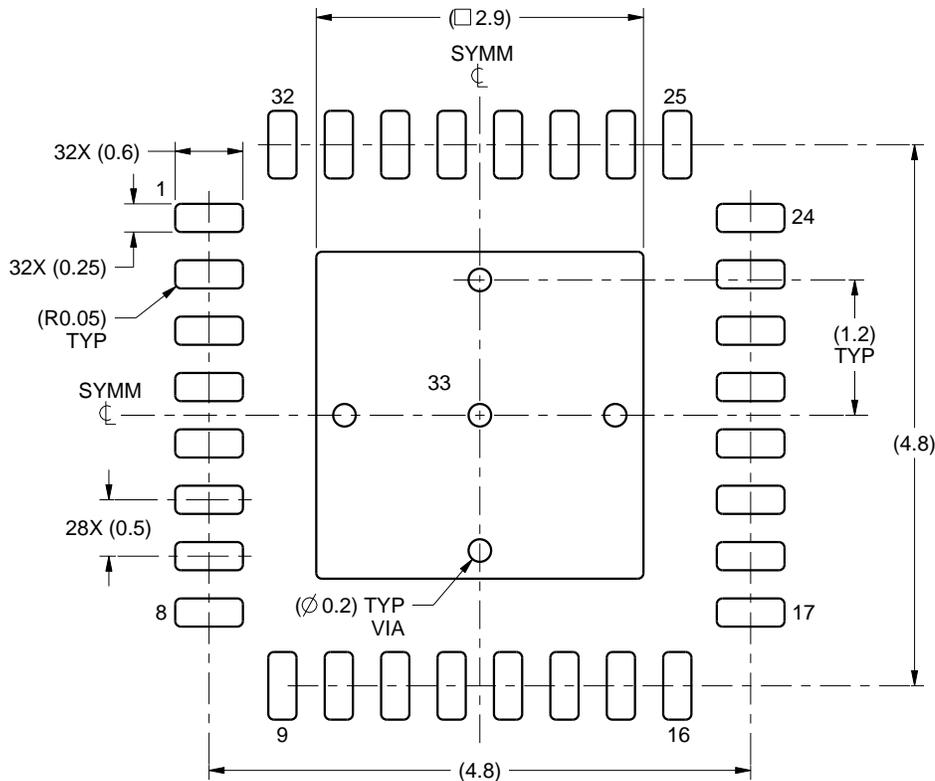 (□ 2.9)
SYMM
℄
32
25
32X (0.6)
1
24
32X (0.25)
(R0.05)
TYP
(1.2)
TYP
33
SYMM
℄
(4.8)
28X (0.5)
(∅ 0.2) TYP
VIA
8
17
9
16
(4.8)